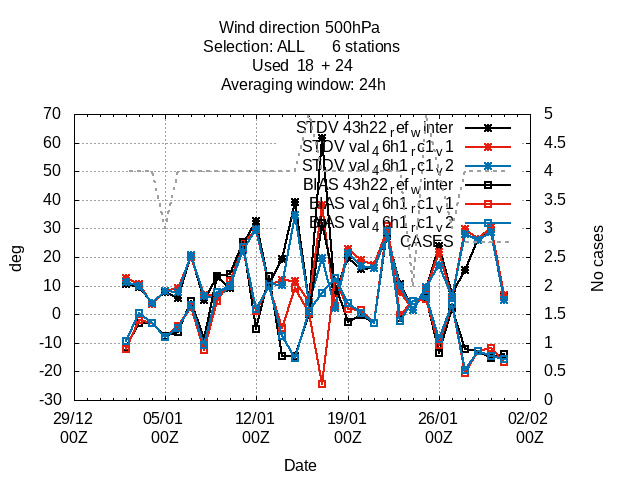 Wind direction 500hPa
Selection: ALL 6 stations
Used 18 + 24
Averaging window: 24h
70 5
60 4.5
50 4
40 3.5
30 3
20 2.5
10 2
0 1.5
-10 1
-20 0.5
-30 0
deg
No cases
STDV 43h22_ref_winter
STDV val_46h1_rc1_v1
STDV val_46h1_rc1_v2
BIAS 43h22_ref_winter
BIAS val_46h1_rc1_v1
BIAS val_46h1_rc1_v2
CASES
29/12 05/01 12/01 19/01 26/01 02/02
00Z 00Z 00Z 00Z 00Z 00Z
Date